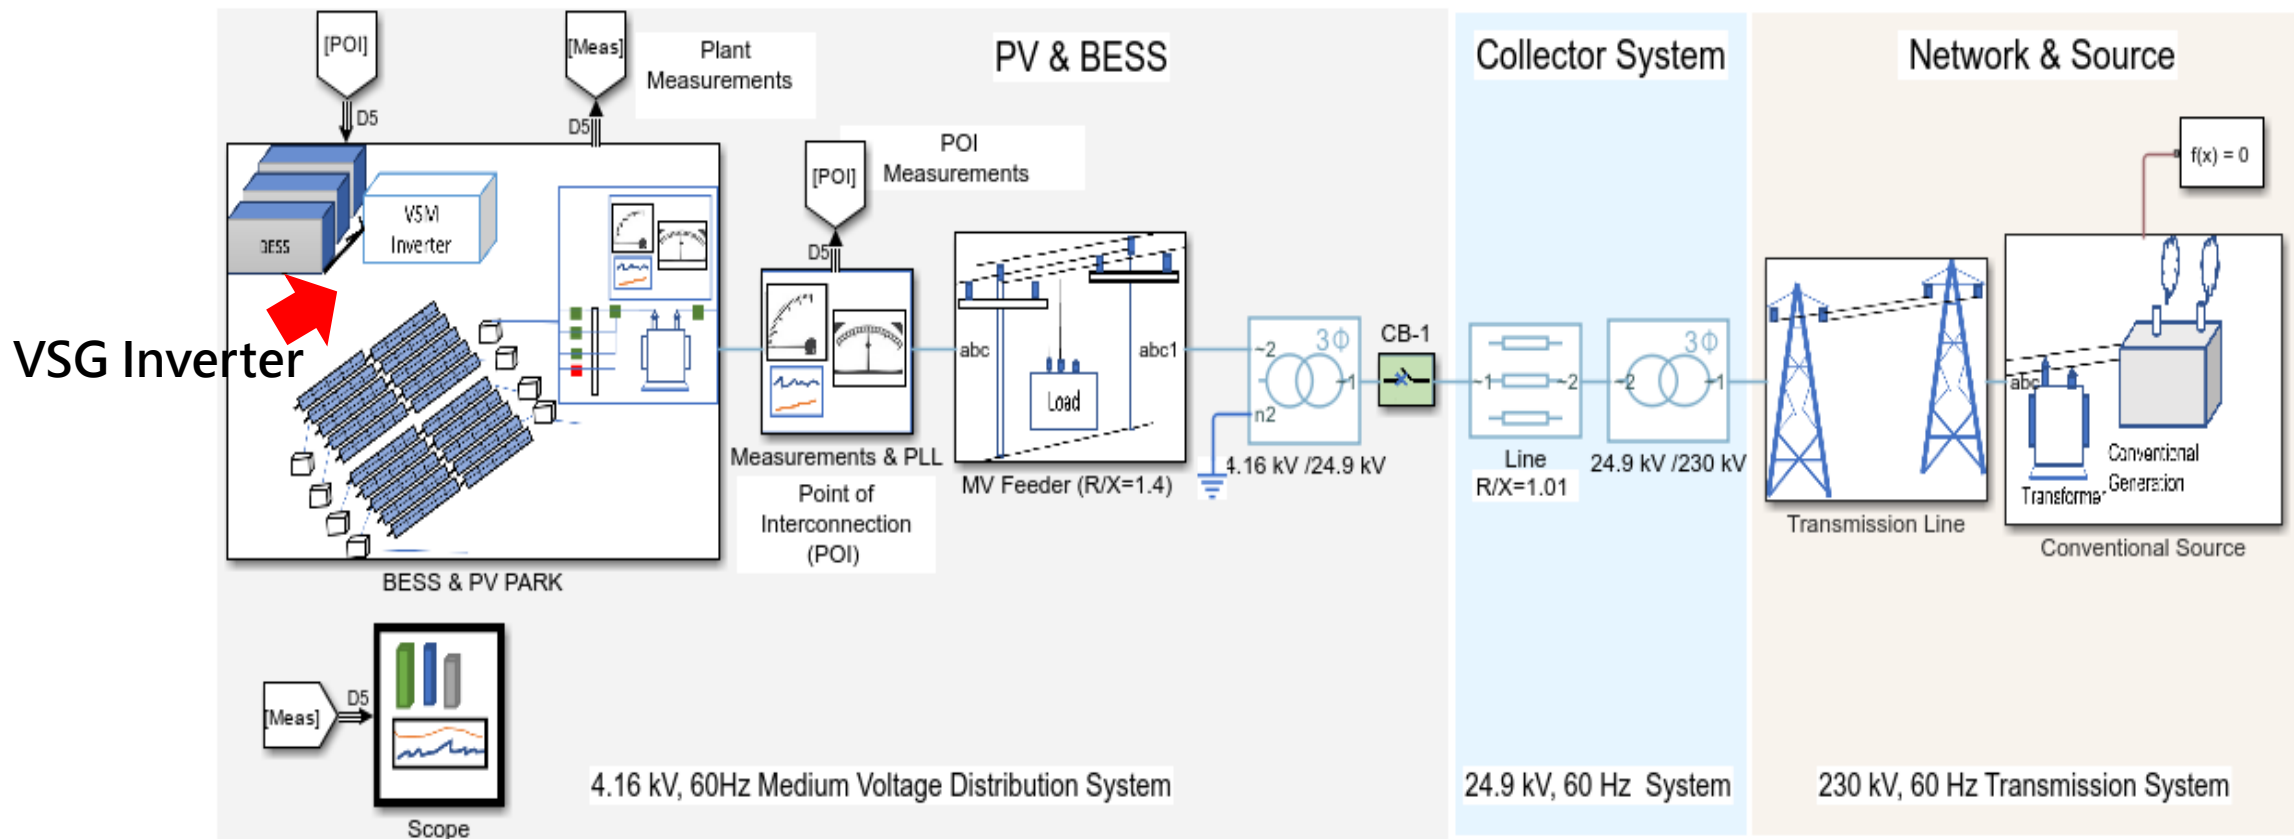 [POI]
D5
[Meas]
D5
Plant
Measurements
PV & BESS
Collector System
Network & Source
POI
Measurements
[POI]
D5
f(x) = 0
BESS
VSM
Inverter
VSG Inverter
abc
abc1
Load
~2
3Φ
~1
n2
CB-1
~1
~2
~2
3Φ
~1
abc
Transformer
Conventional
Generation
Measurements & PLL
Point of
Interconnection
(POI)
MV Feeder (R/X=1.4)
4.16 kV /24.9 kV
Line
R/X=1.01
24.9 kV /230 kV
Transmission Line
Conventional Source
BESS & PV PARK
[Meas]
D5
Scope
4.16 kV, 60Hz Medium Voltage Distribution System
24.9 kV, 60 Hz System
230 kV, 60 Hz Transmission System